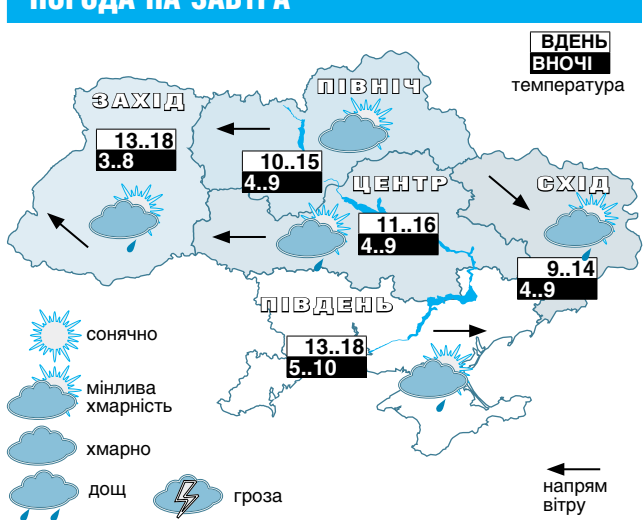 ПОГОДА НА ЗАВТРА
ВДЕНЬ
ВНОЧІ
температура
ЗАХІД
13..18
3..8
ПІВНІЧ
10..15
4..9
ЦЕНТР
11..16
4..9
СХІД
9..14
4..9
ПІВДЕНЬ
13..18
5..10
сонячно
мінлива
хмарність
хмарно
дощ
гроза
напрям
вітру